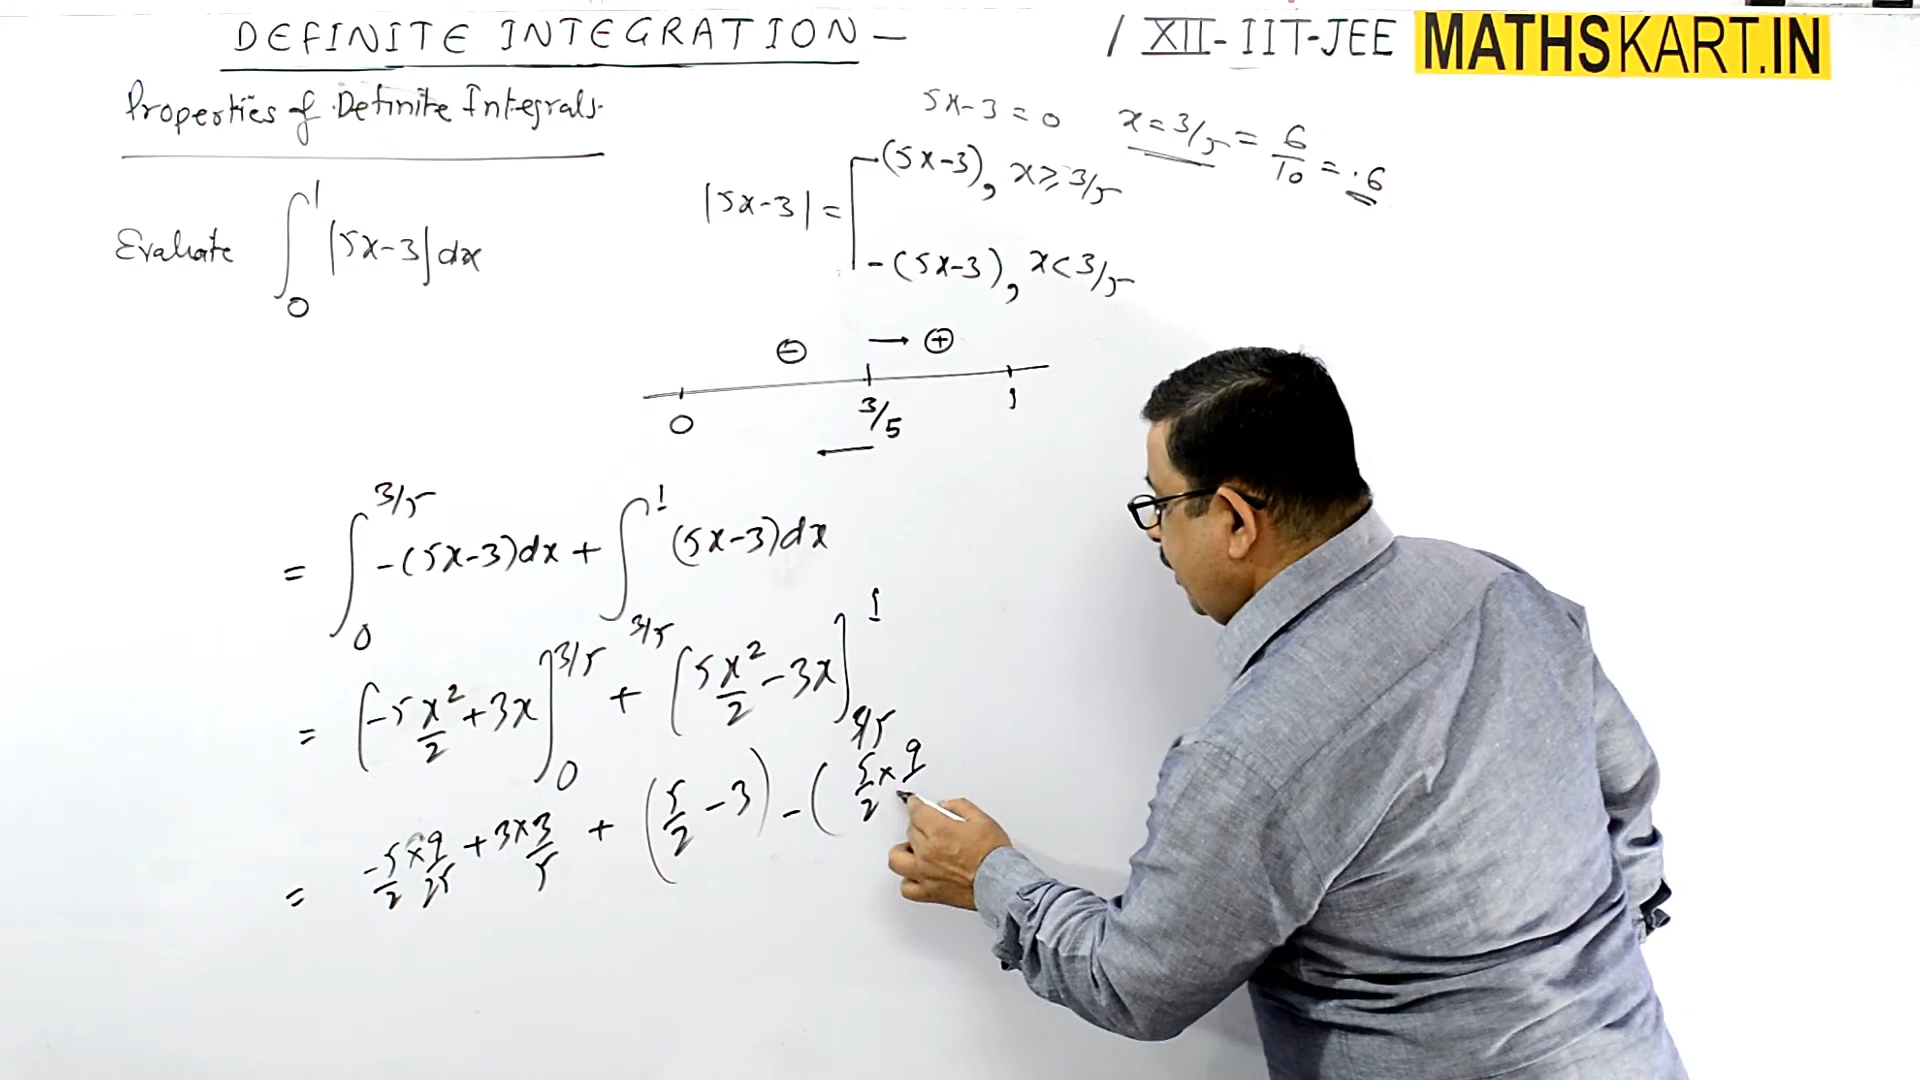 DEFINITE INTEGRATION — / XII - IIT-JEE MATHSKART.IN
Properties of Definite Integrals.
5x-3=0 x=3/5 = 6/10 = .6
Evaluate ∫₀¹ |5x-3| dx
|5x-3| = (5x-3), x≥3/5
-(5x-3), x<3/5
⊖ → ⊕
0 3/5 1
= ∫₀^{3/5} -(5x-3)dx + ∫_{3/5}^1 (5x-3)dx
= [-5x²/2+3x]₀^{3/5} + [5x²/2-3x]_{3/5}^1
= -5/2×9/25+3×3/5 + (5/2-3) - (5/2×9